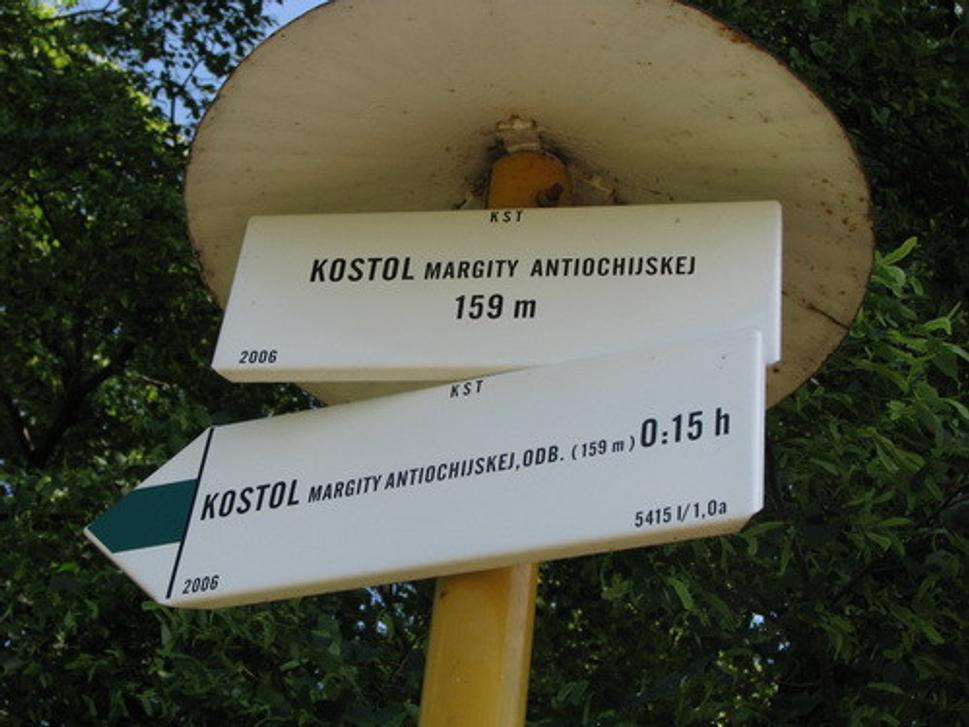 KST
KOSTOL MARGITY ANTIOCHIJSKEJ
159 m
2006
KST
KOSTOL MARGITY ANTIOCHIJSKEJ, ODB. (159 m) 0:15 h
5415 l/1,0a
2006